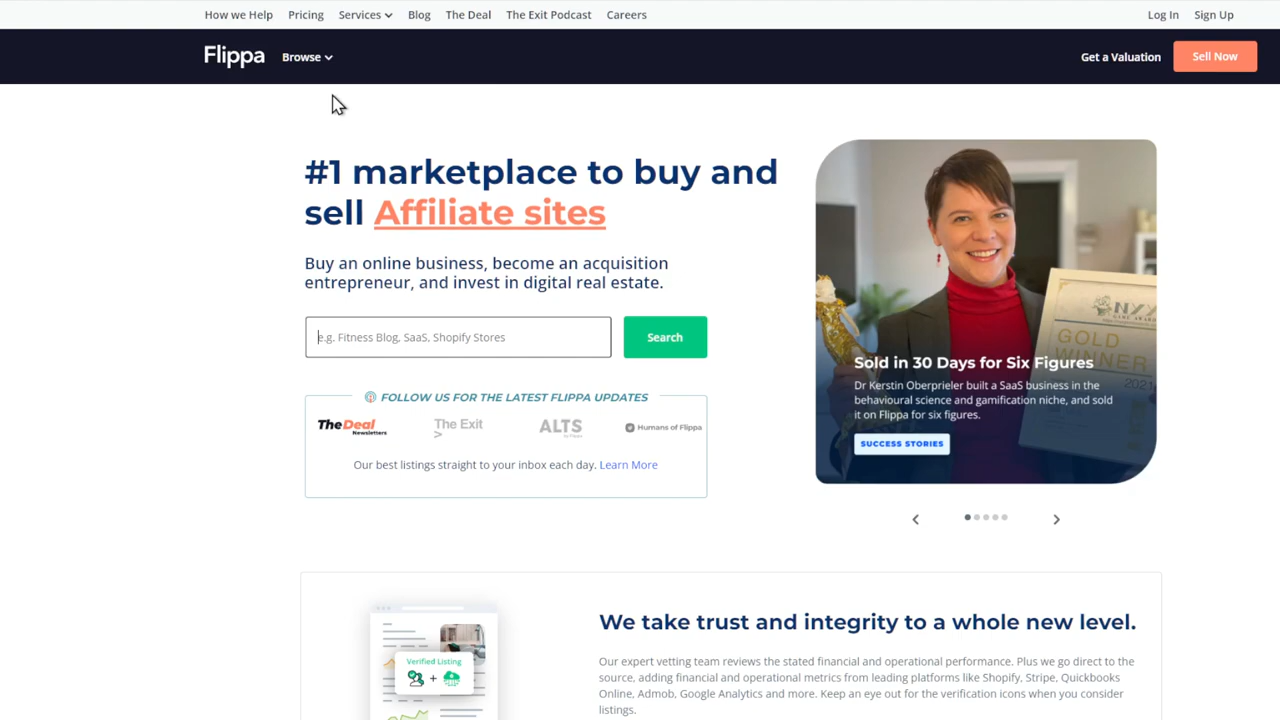 How we Help Pricing Services Blog The Deal The Exit Podcast Careers Log In Sign Up
Flippa Browse Get a Valuation Sell Now
#1 marketplace to buy and
sell Affiliate sites
Buy an online business, become an acquisition
entrepreneur, and invest in digital real estate.
e.g. Fitness Blog, SaaS, Shopify Stores Search
FOLLOW US FOR THE LATEST FLIPPA UPDATES
TheDeal
Newsletters
The Exit
>
ALTS
by Flippa
Humans of Flippa
Our best listings straight to your inbox each day. Learn More
GOLD
WINNER
2021
Sold in 30 Days for Six Figures
Dr Kerstin Oberprieler built a SaaS business in the
behavioural science and gamification niche, and sold
it on Flippa for six figures.
SUCCESS STORIES
Verified Listing
+
We take trust and integrity to a whole new level.
Our expert vetting team reviews the stated financial and operational performance. Plus we go direct to the
source, adding financial and operational metrics from leading platforms like Shopify, Stripe, Quickbooks
Online, Admob, Google Analytics and more. Keep an eye out for the verification icons when you consider
listings.